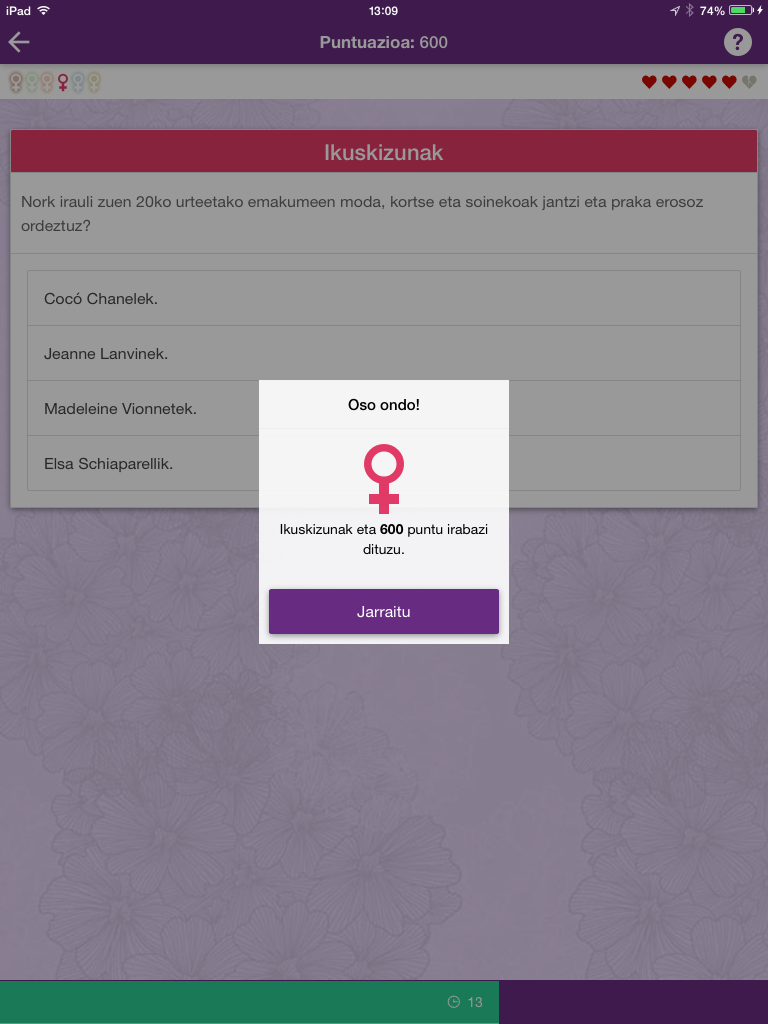 iPad 13:09 74%
Puntuazioa: 600 ?
Ikuskizunak
Nork irauli zuen 20ko urteetako emakumeen moda, kortse eta soinekoak jantzi eta praka erosoz
ordeztuz?
Cocó Chanelek.
Jeanne Lanvinek.
Madeleine Vionnetek.
Elsa Schiaparellik.
Oso ondo!
Ikuskizunak eta 600 puntu irabazi
dituzu.
Jarraitu
13